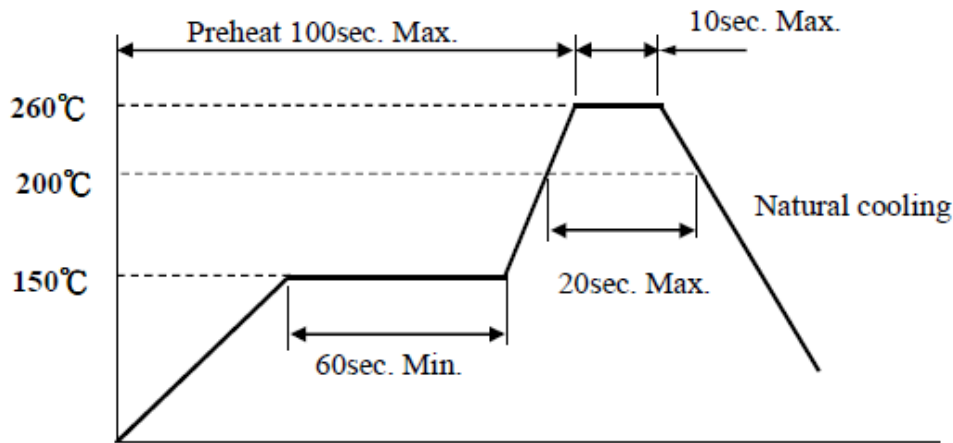 Preheat 100sec. Max.
10sec. Max.
260℃
200℃
Natural cooling
150℃
20sec. Max.
60sec. Min.